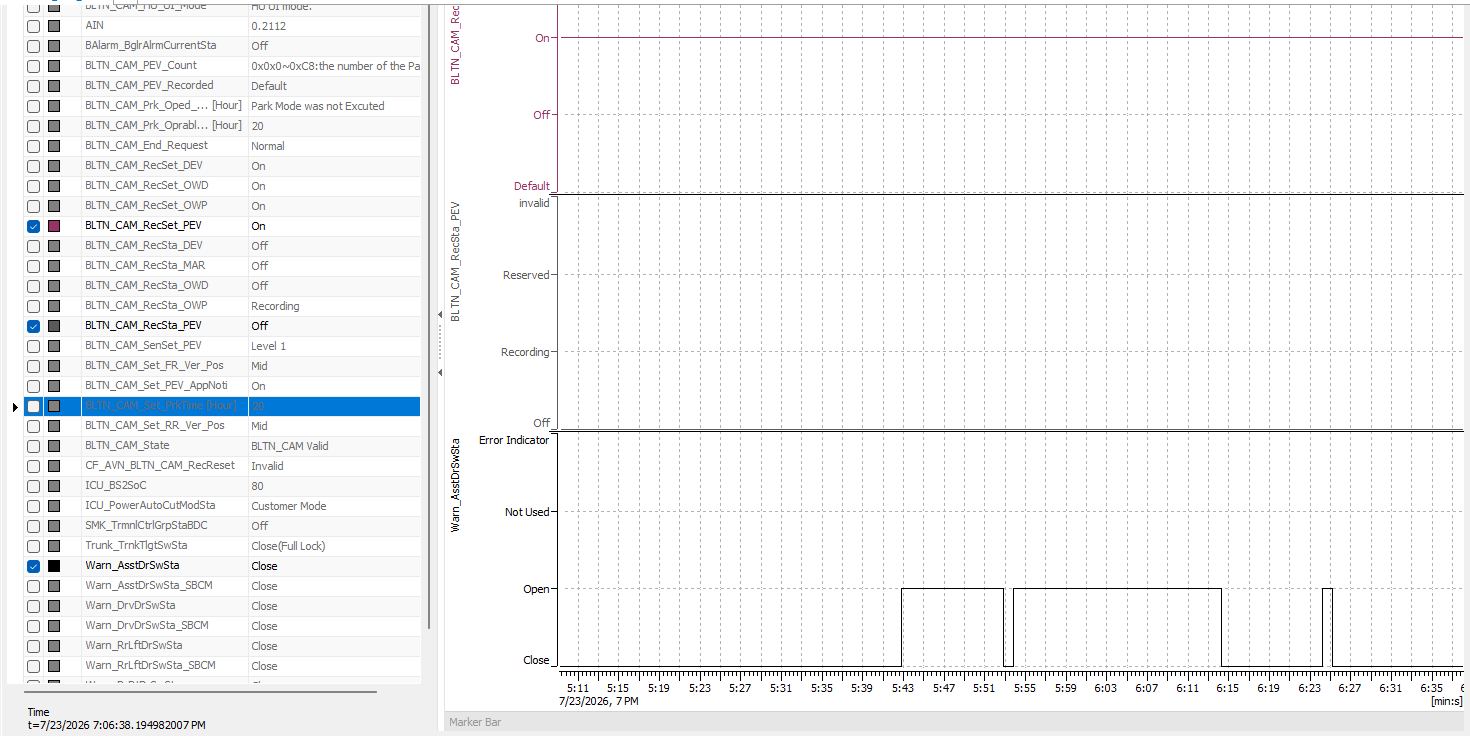 BLTN_CAM_HU_UI_Mode HU UI mode.
AIN 0.2112
BAlarm_BglrAlrmCurrentSta Off
BLTN_CAM_PEV_Count 0x0x0~0xC8:the number of the Pa
BLTN_CAM_PEV_Recorded Default
BLTN_CAM_Prk_Oped_... [Hour] Park Mode was not Excuted
BLTN_CAM_Prk_Oprabl... [Hour] 20
BLTN_CAM_End_Request Normal
BLTN_CAM_RecSet_DEV On
BLTN_CAM_RecSet_OWD On
BLTN_CAM_RecSet_OWP On
BLTN_CAM_RecSet_PEV On
BLTN_CAM_RecSta_DEV Off
BLTN_CAM_RecSta_MAR Off
BLTN_CAM_RecSta_OWD Off
BLTN_CAM_RecSta_OWP Recording
BLTN_CAM_RecSta_PEV Off
BLTN_CAM_SenSet_PEV Level 1
BLTN_CAM_Set_FR_Ver_Pos Mid
BLTN_CAM_Set_PEV_AppNoti On
BLTN_CAM_Set_PrkTime [Hour] 20
BLTN_CAM_Set_RR_Ver_Pos Mid
BLTN_CAM_State BLTN_CAM Valid
CF_AVN_BLTN_CAM_RecReset Invalid
ICU_BS2SoC 80
ICU_PowerAutoCutModSta Customer Mode
SMK_TrmnlCtrlGrpStaBDC Off
Trunk_TrnkTlgtSwSta Close(Full Lock)
Warn_AsstDrSwSta Close
Warn_AsstDrSwSta_SBCM Close
Warn_DrvDrSwSta Close
Warn_DrvDrSwSta_SBCM Close
Warn_RrLftDrSwSta Close
Warn_RrLftDrSwSta_SBCM Close
Time
t=7/23/2026 7:06:38.194982007 PM
BLTN_CAM_Rec
On
Off
Default
BLTN_CAM_RecSta_PEV
invalid
Reserved
Recording
Off
Warn_AsstDrSwSta
Error Indicator
Not Used
Open
Close
5:11 5:15 5:19 5:23 5:27 5:31 5:35 5:39 5:43 5:47 5:51 5:55 5:59 6:03 6:07 6:11 6:15 6:19 6:23 6:27 6:31 6:35
7/23/2026, 7 PM [min:s]
Marker Bar